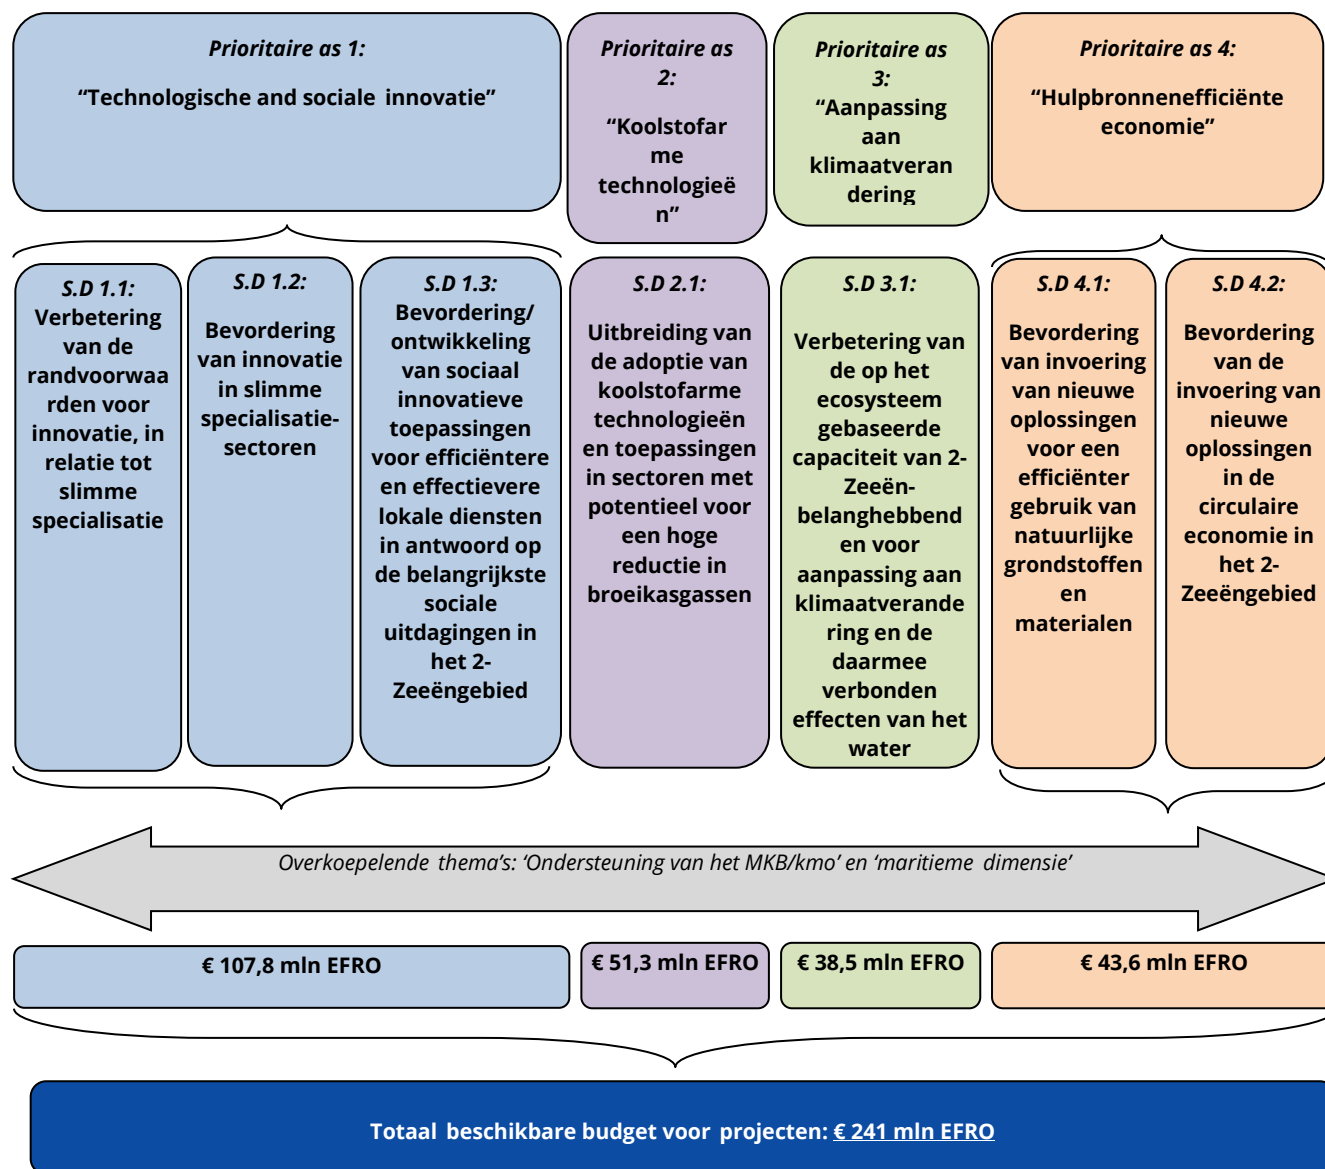 Prioritaire as 1:
“Technologische and sociale innovatie”
Prioritaire as
2:
“Koolstofar
me
technologieë
n”
Prioritaire as
3:
“Aanpassing
aan
klimaatveran
dering
Prioritaire as 4:
“Hulpbronnenefficiënte
economie”
S.D 1.1:
Verbetering
van de
randvoorwaa
rden voor
innovatie, in
relatie tot
slimme
specialisatie
S.D 1.2:
Bevordering
van innovatie
in slimme
specialisatie-
sectoren
S.D 1.3:
Bevordering/
ontwikkeling
van sociaal
innovatieve
toepassingen
voor efficiëntere
en effectievere
lokale diensten
in antwoord op
de belangrijkste
sociale
uitdagingen in
het 2-
Zeeëngebied
S.D 2.1:
Uitbreiding van
de adoptie van
koolstofarme
technologieën
en toepassingen
in sectoren met
potentieel voor
een hoge
reductie in
broeikasgassen
S.D 3.1:
Verbetering van
de op het
ecosysteem
gebaseerde
capaciteit van 2-
Zeeën-
belanghebbend
en voor
aanpassing aan
klimaatverande
ring en de
daarmee
verbonden
effecten van het
water
S.D 4.1:
Bevordering
van invoering
van nieuwe
oplossingen
voor een
efficiënter
gebruik van
natuurlijke
grondstoffen
en
materialen
S.D 4.2:
Bevordering
van de
invoering van
nieuwe
oplossingen
in de
circulaire
economie in
het 2-
Zeeëngebied
Overkoepelende thema’s: ‘Ondersteuning van het MKB/kmo’ en ‘maritieme dimensie’
€ 107,8 mln EFRO
€ 51,3 mln EFRO
€ 38,5 mln EFRO
€ 43,6 mln EFRO
Totaal beschikbare budget voor projecten: € 241 mln EFRO